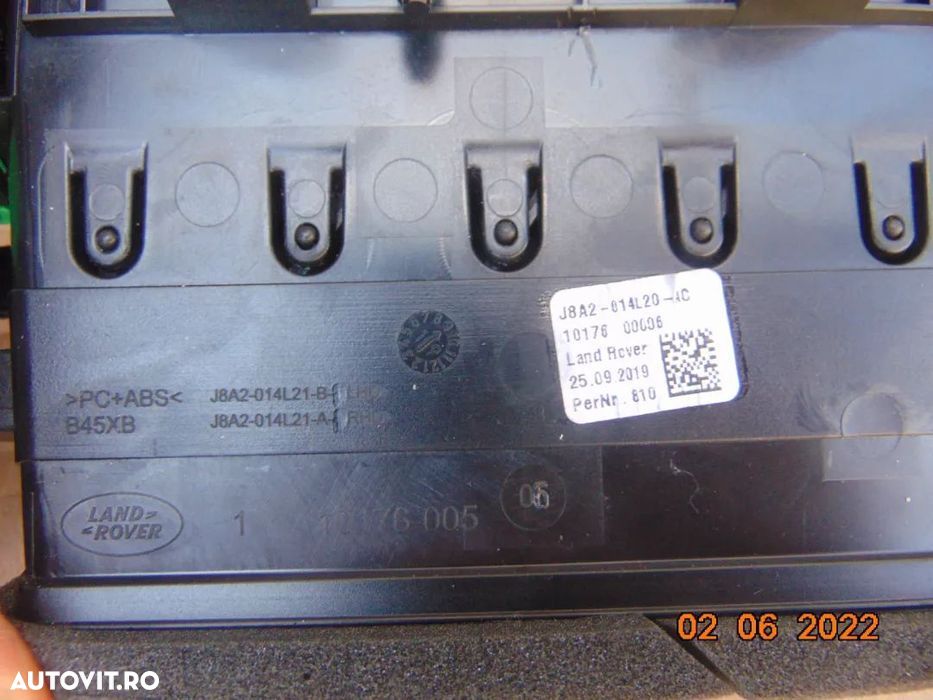 J8A2-014L20-AC
10176 00006
Land Rover
25.09.2019
PerNr. 810
>PC+ABS<
B45XB
J8A2-014L21-B
J8A2-014L21-A
LAND
ROVER
1
005
02 06 2022
AUTOVIT.RO